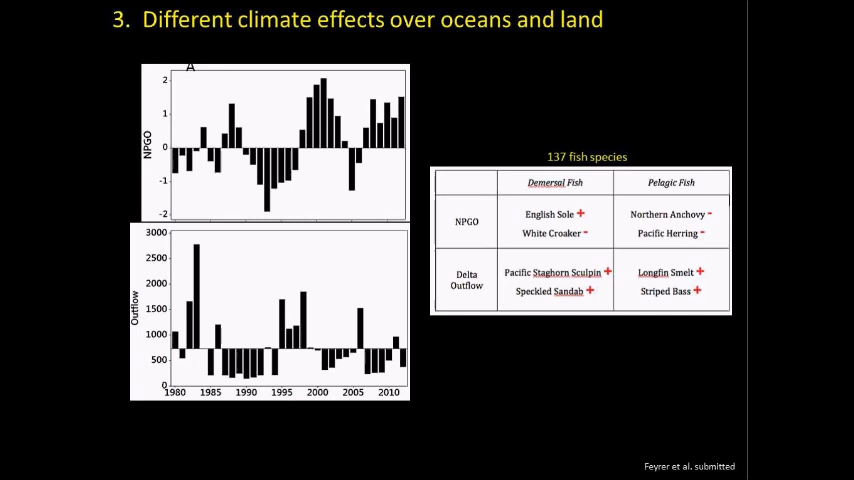 3. Different climate effects over oceans and land
A
2
1
0
-1
-2
NPGO
3000
2500
2000
1500
1000
500
0
Outflow
1980 1985 1990 1995 2000 2005 2010
137 fish species
Demersal Fish Pelagic Fish
NPGO
English Sole + Northern Anchovy -
White Croaker - Pacific Herring -
Delta Outflow
Pacific Staghorn Sculpin + Longfin Smelt +
Speckled Sandab + Striped Bass +
Feyrer et al. submitted